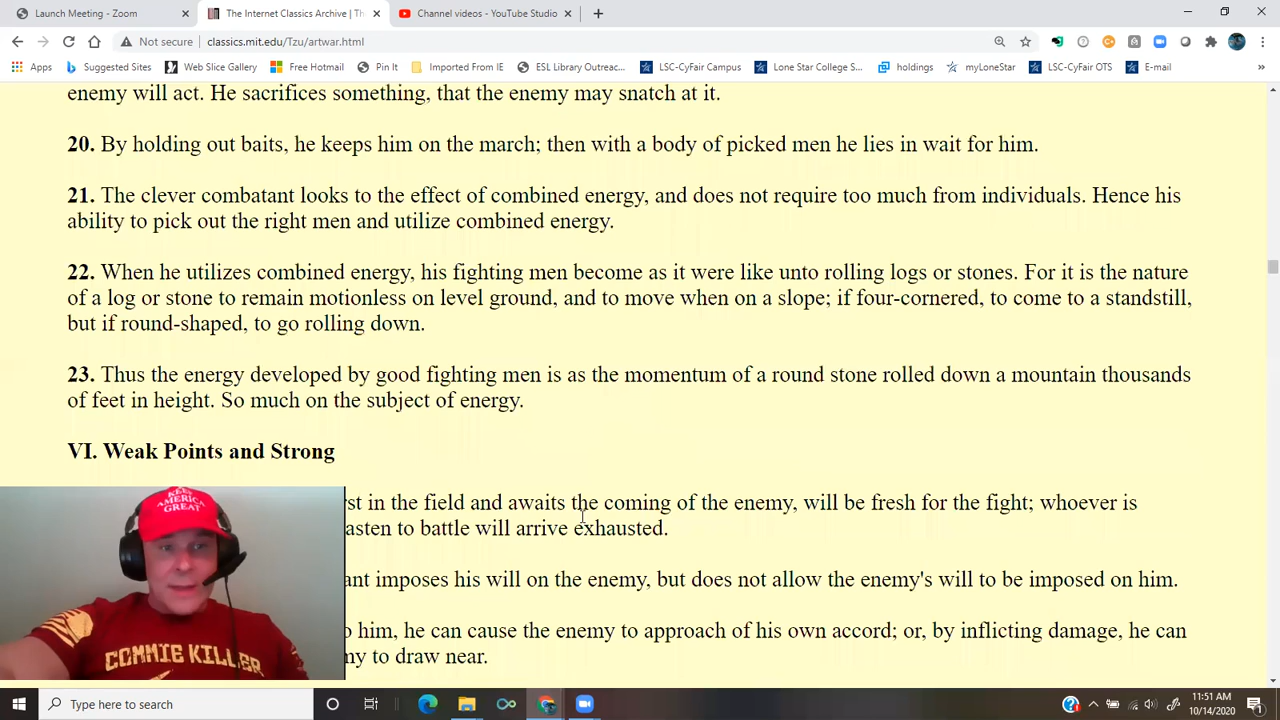 Launch Meeting - Zoom
The Internet Classics Archive | Th
Channel videos - YouTube Studio
Not secure classics.mit.edu/Tzu/artwar.html
Apps Suggested Sites Web Slice Gallery Free Hotmail Pin It Imported From IE ESL Library Outreac... LSC-CyFair Campus Lone Star College S... holdings myLoneStar LSC-CyFair OTS E-mail
enemy will act. He sacrifices something, that the enemy may snatch at it.
20. By holding out baits, he keeps him on the march; then with a body of picked men he lies in wait for him.
21. The clever combatant looks to the effect of combined energy, and does not require too much from individuals. Hence his
ability to pick out the right men and utilize combined energy.
22. When he utilizes combined energy, his fighting men become as it were like unto rolling logs or stones. For it is the nature
of a log or stone to remain motionless on level ground, and to move when on a slope; if four-cornered, to come to a standstill,
but if round-shaped, to go rolling down.
23. Thus the energy developed by good fighting men is as the momentum of a round stone rolled down a mountain thousands
of feet in height. So much on the subject of energy.
VI. Weak Points and Strong
st in the field and awaits the coming of the enemy, will be fresh for the fight; whoever is
asten to battle will arrive exhausted.
ant imposes his will on the enemy, but does not allow the enemy's will to be imposed on him.
o him, he can cause the enemy to approach of his own accord; or, by inflicting damage, he can
my to draw near.
KEEP
AMERICA
GREAT
COMMIE KILLER
Type here to search
11:51 AM
10/14/2020